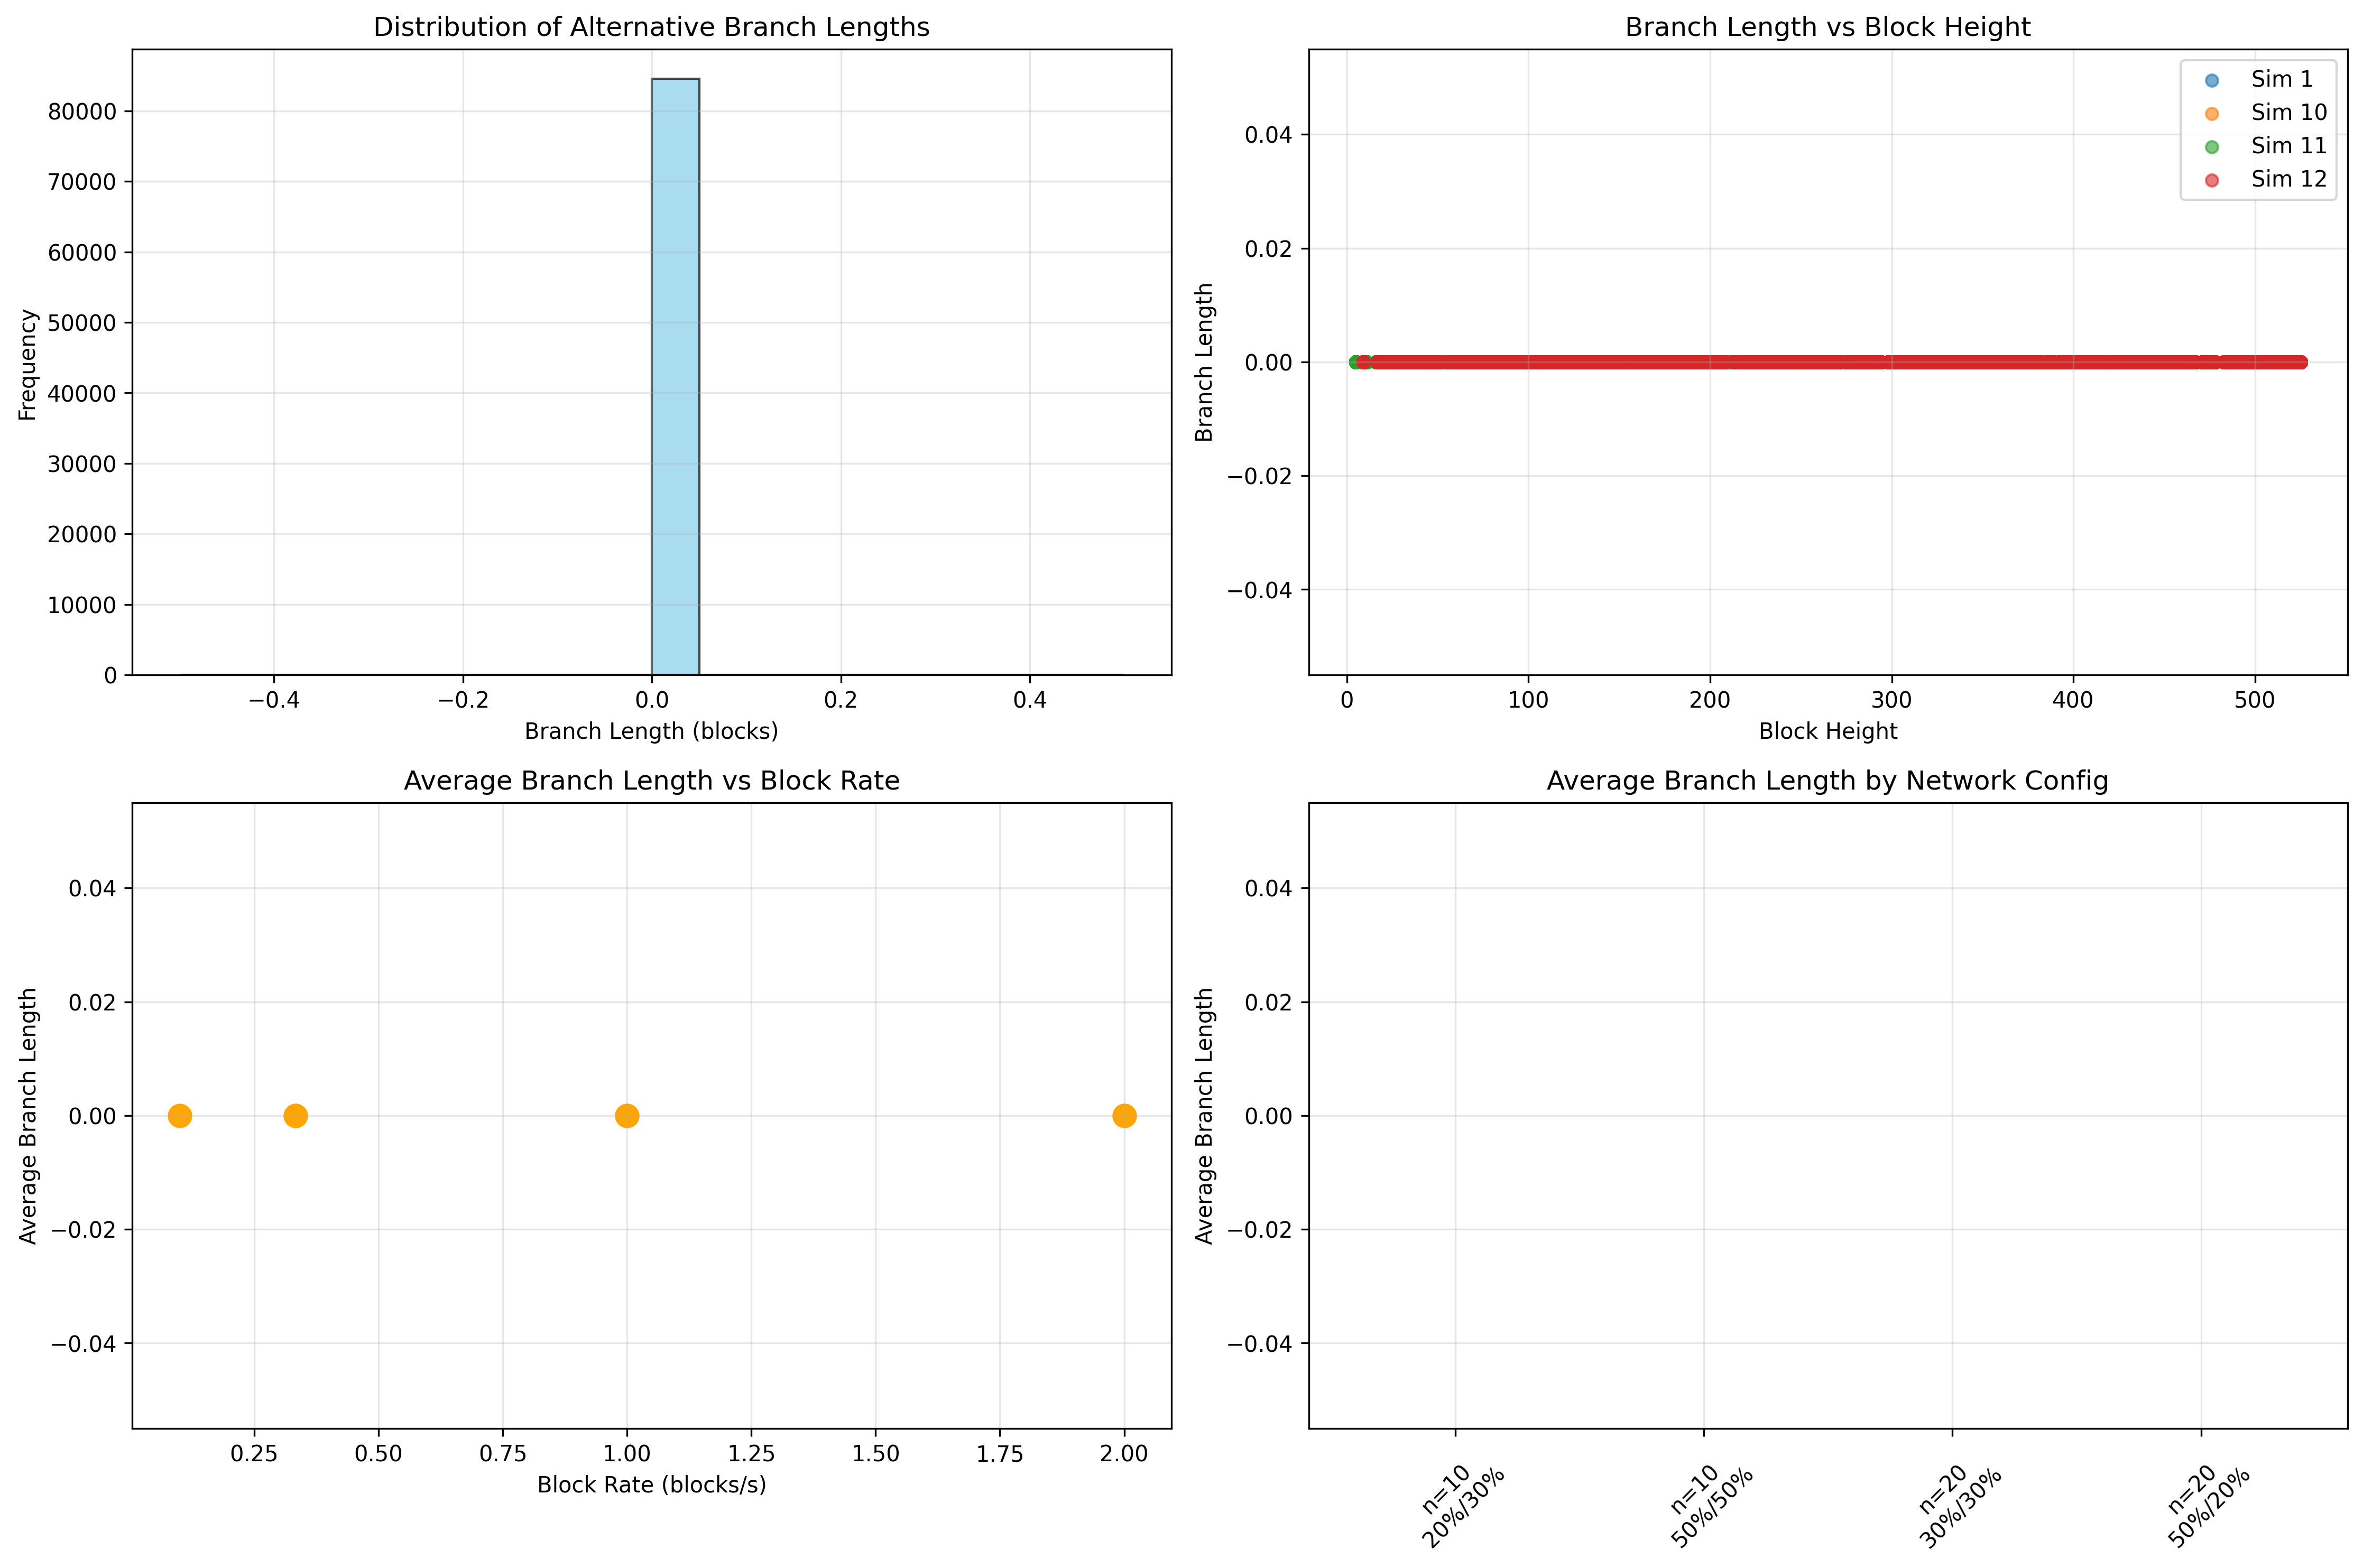 Distribution of Alternative Branch Lengths
80000
70000
60000
50000
40000
30000
20000
10000
0
Frequency
−0.4
−0.2
0.0
0.2
0.4
Branch Length (blocks)
Branch Length vs Block Height
Sim 1
Sim 10
Sim 11
Sim 12
0.04
0.02
0.00
−0.02
−0.04
Branch Length
0
100
200
300
400
500
Block Height
Average Branch Length vs Block Rate
0.04
0.02
0.00
−0.02
−0.04
Average Branch Length
0.25
0.50
0.75
1.00
1.25
1.50
1.75
2.00
Block Rate (blocks/s)
Average Branch Length by Network Config
0.04
0.02
0.00
−0.02
−0.04
Average Branch Length
n=10
20%/30%
n=10
50%/50%
n=20
30%/30%
n=20
50%/20%